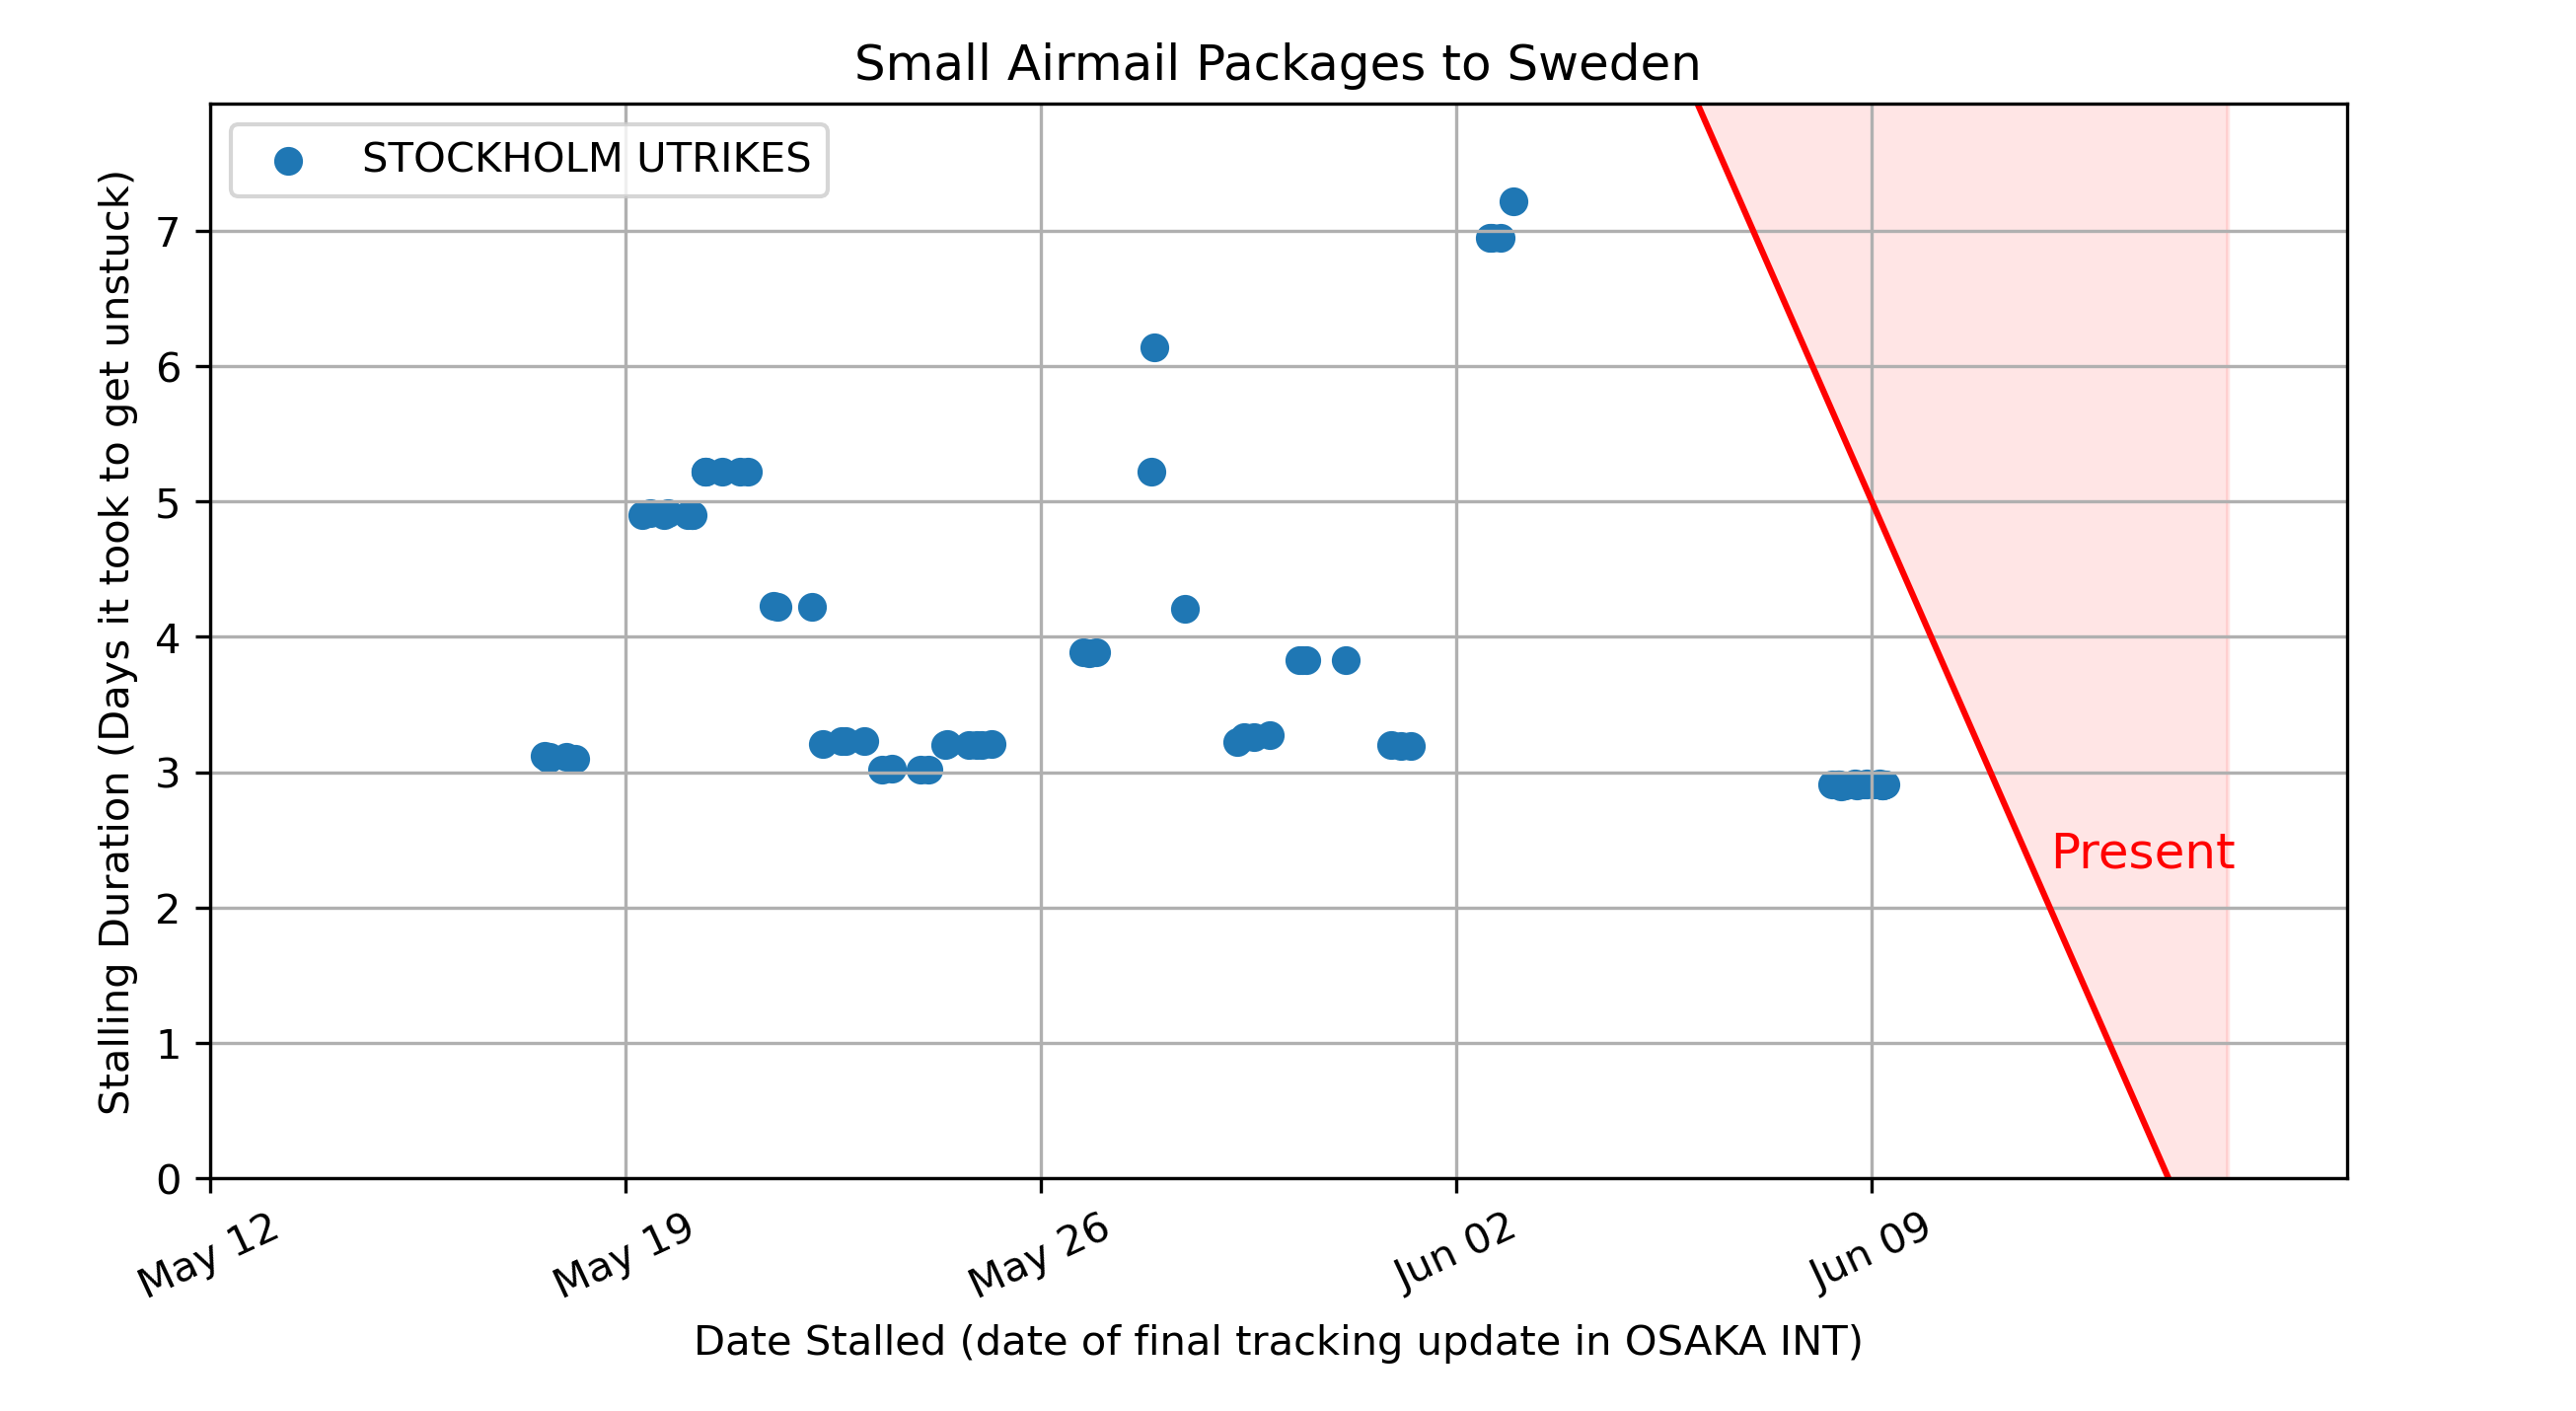 Small Airmail Packages to Sweden
STOCKHOLM UTRIKES
Stalling Duration (Days it took to get unstuck)
7
6
5
4
3
2
1
0
Present
May 12
May 19
May 26
Jun 02
Jun 09
Date Stalled (date of final tracking update in OSAKA INT)